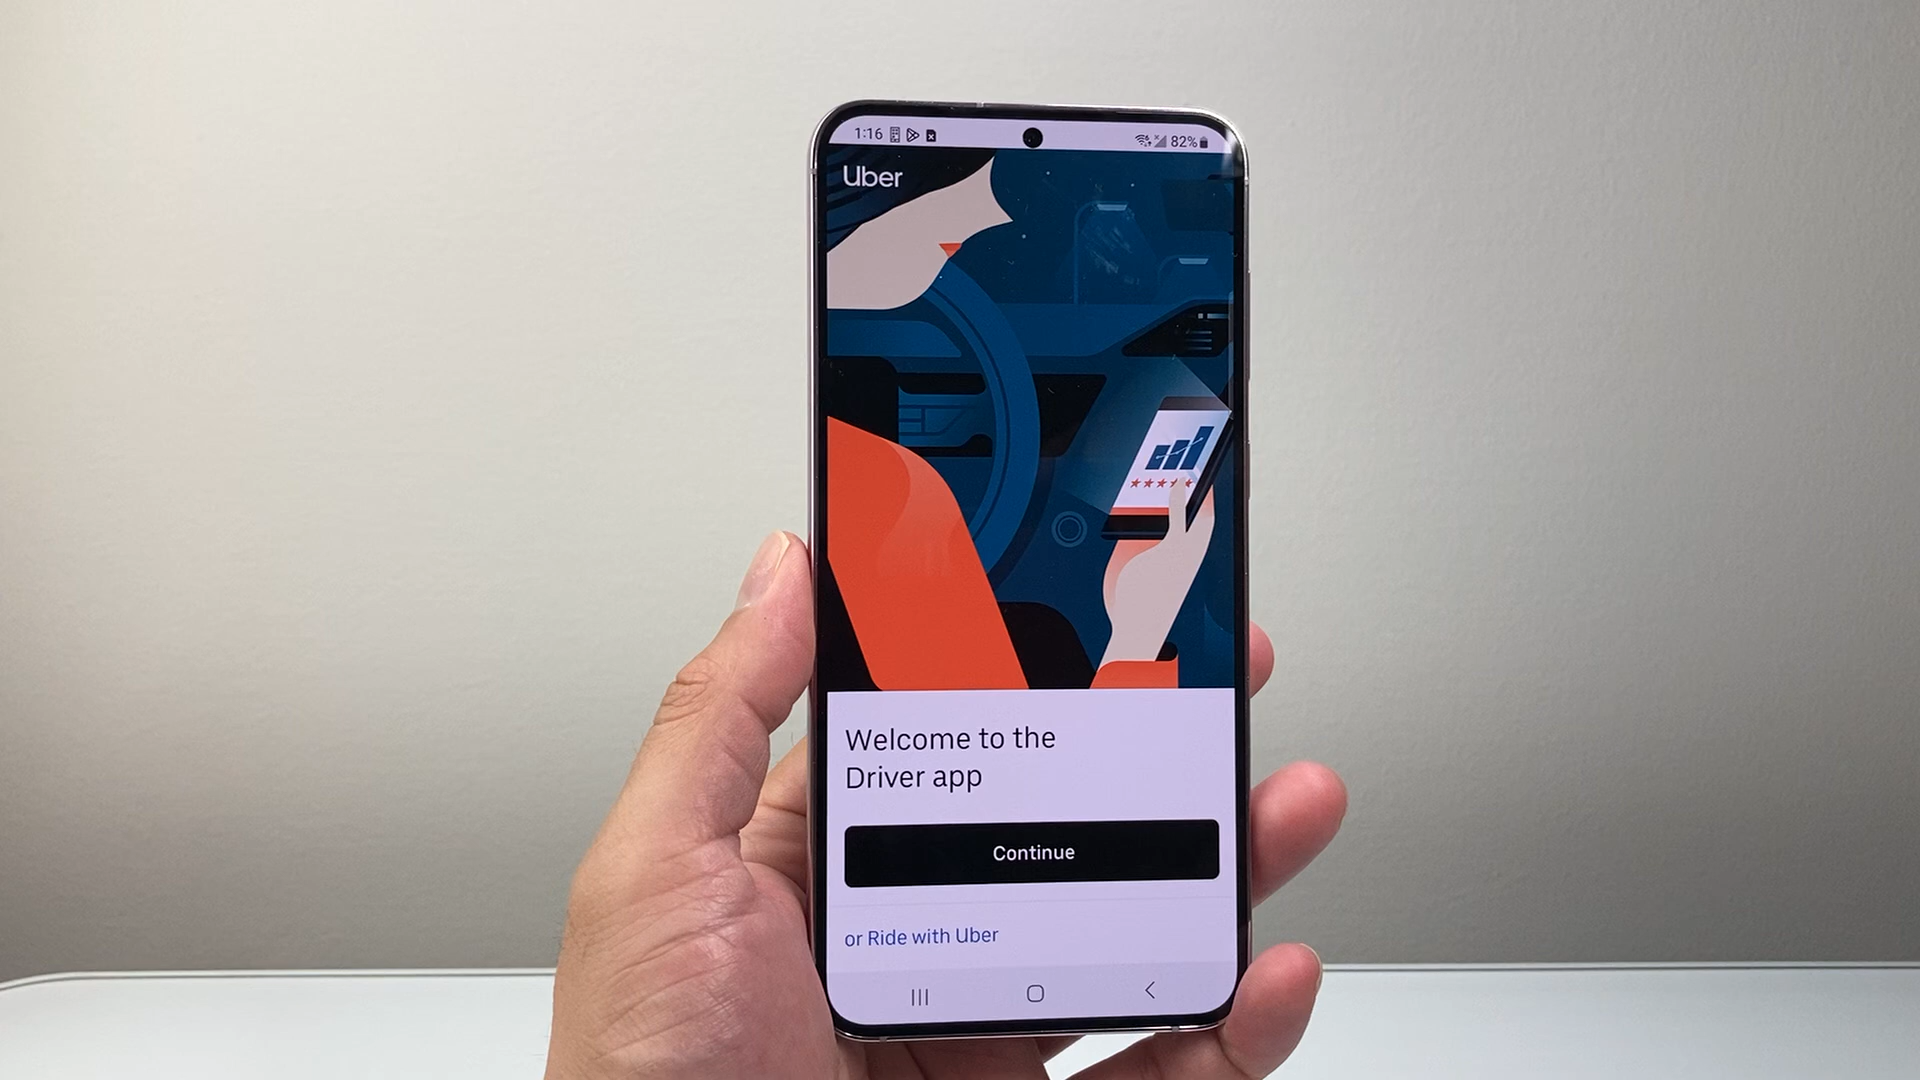 1:16
82%
Uber
Welcome to the
Driver app
Continue
or Ride with Uber